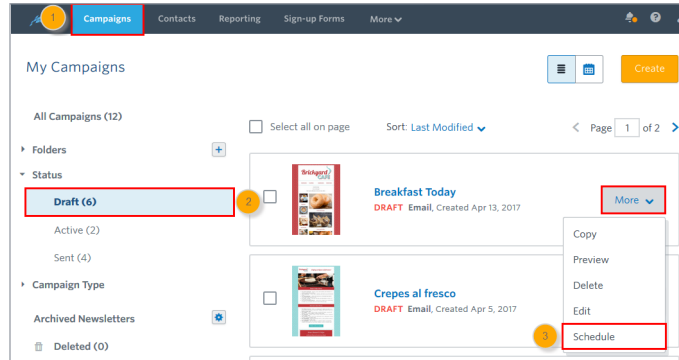 1
Campaigns Contacts Reporting Sign-up Forms More
My Campaigns
Create
All Campaigns (12)
Select all on page Sort: Last Modified Page 1 of 2
Folders
Status
Draft (6)
2
Brickyard
Breakfast Today
DRAFT Email, Created Apr 13, 2017
More
Active (2)
Sent (4)
Copy
Preview
Delete
Edit
3 Schedule
Campaign Type
Crepes al fresco
DRAFT Email, Created Apr 5, 2017
Archived Newsletters
Deleted (0)